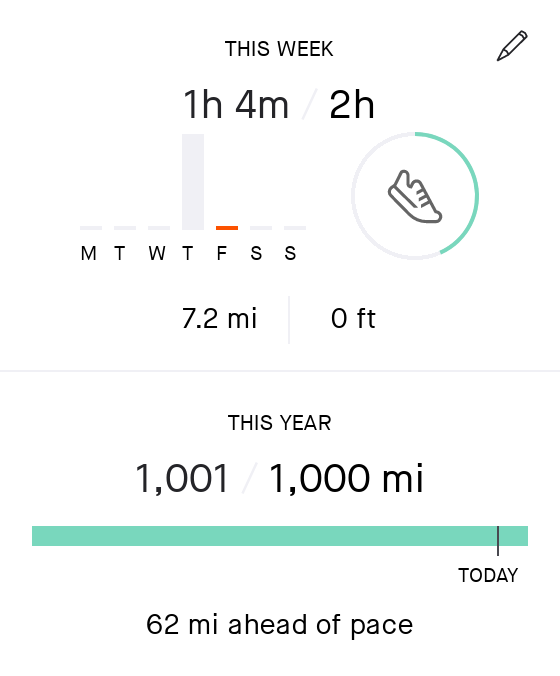 THIS WEEK
1h 4m / 2h
M T W T F S S
7.2 mi 0 ft
THIS YEAR
1,001 / 1,000 mi
TODAY
62 mi ahead of pace